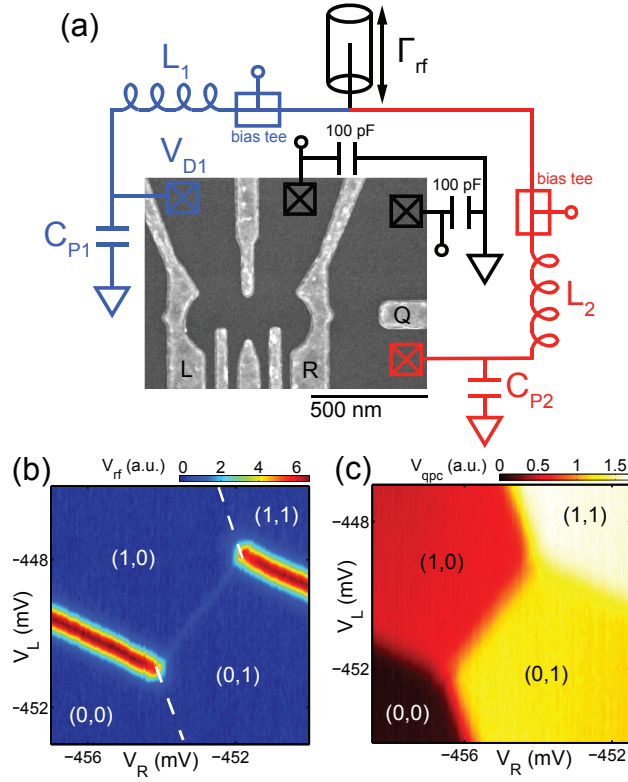 (a)
L1
bias tee
Γrf
100 pF
VD1
100 pF
bias tee
CP1
L2
Q
L
R
500 nm
CP2
(b)
Vrf (a.u.) 0 2 4 6
(1,1)
(1,0)
(0,1)
(0,0)
−448
−452
VL (mV)
−456
−452
VR (mV)
(c)
Vqpc (a.u.) 0 0.5 1 1.5
(1,1)
(1,0)
(0,1)
(0,0)
−448
−452
VL (mV)
−456
−452
VR (mV)